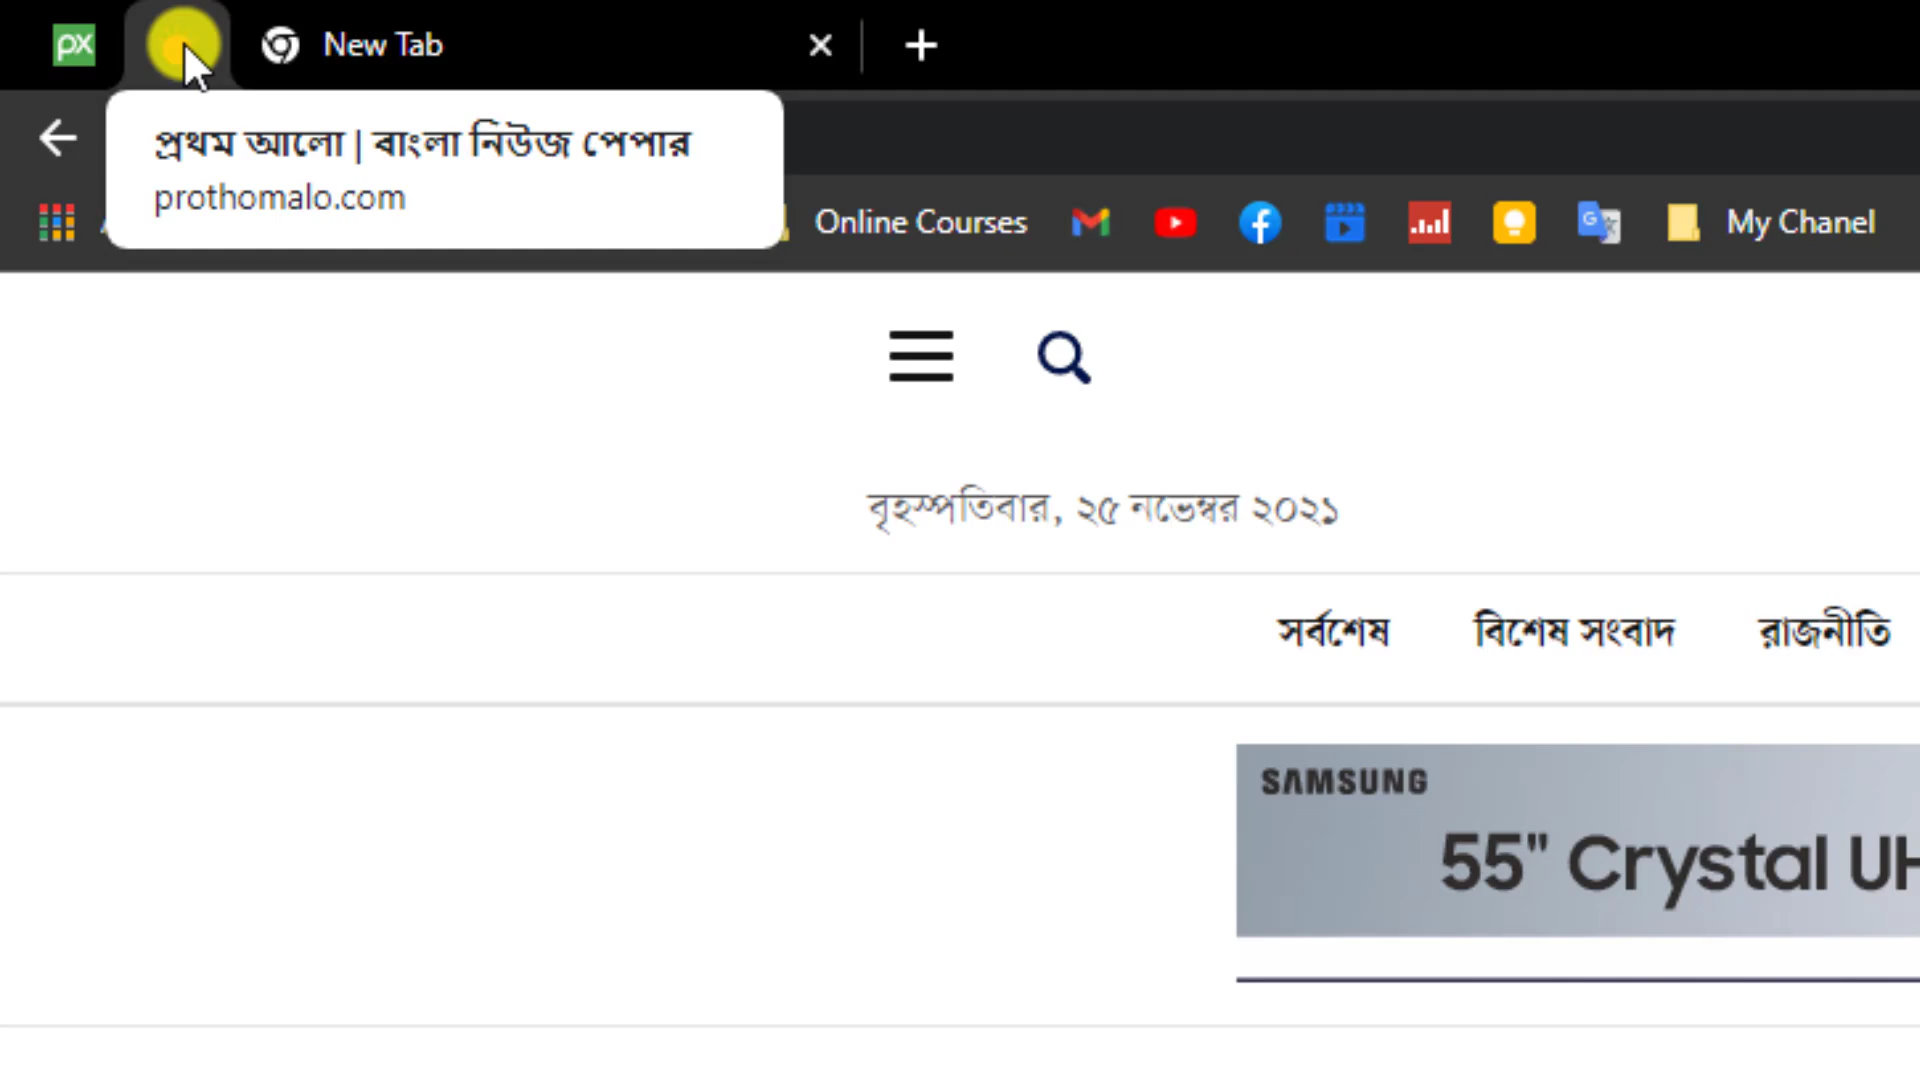 px
New Tab
প্রথম আলো | বাংলা নিউজ পেপার
prothomalo.com
Online Courses
My Chanel
বৃহস্পতিবার, ২৫ নভেম্বর ২০২১
সর্বশেষ
বিশেষ সংবাদ
রাজনীতি
SAMSUNG
55" Crystal UH